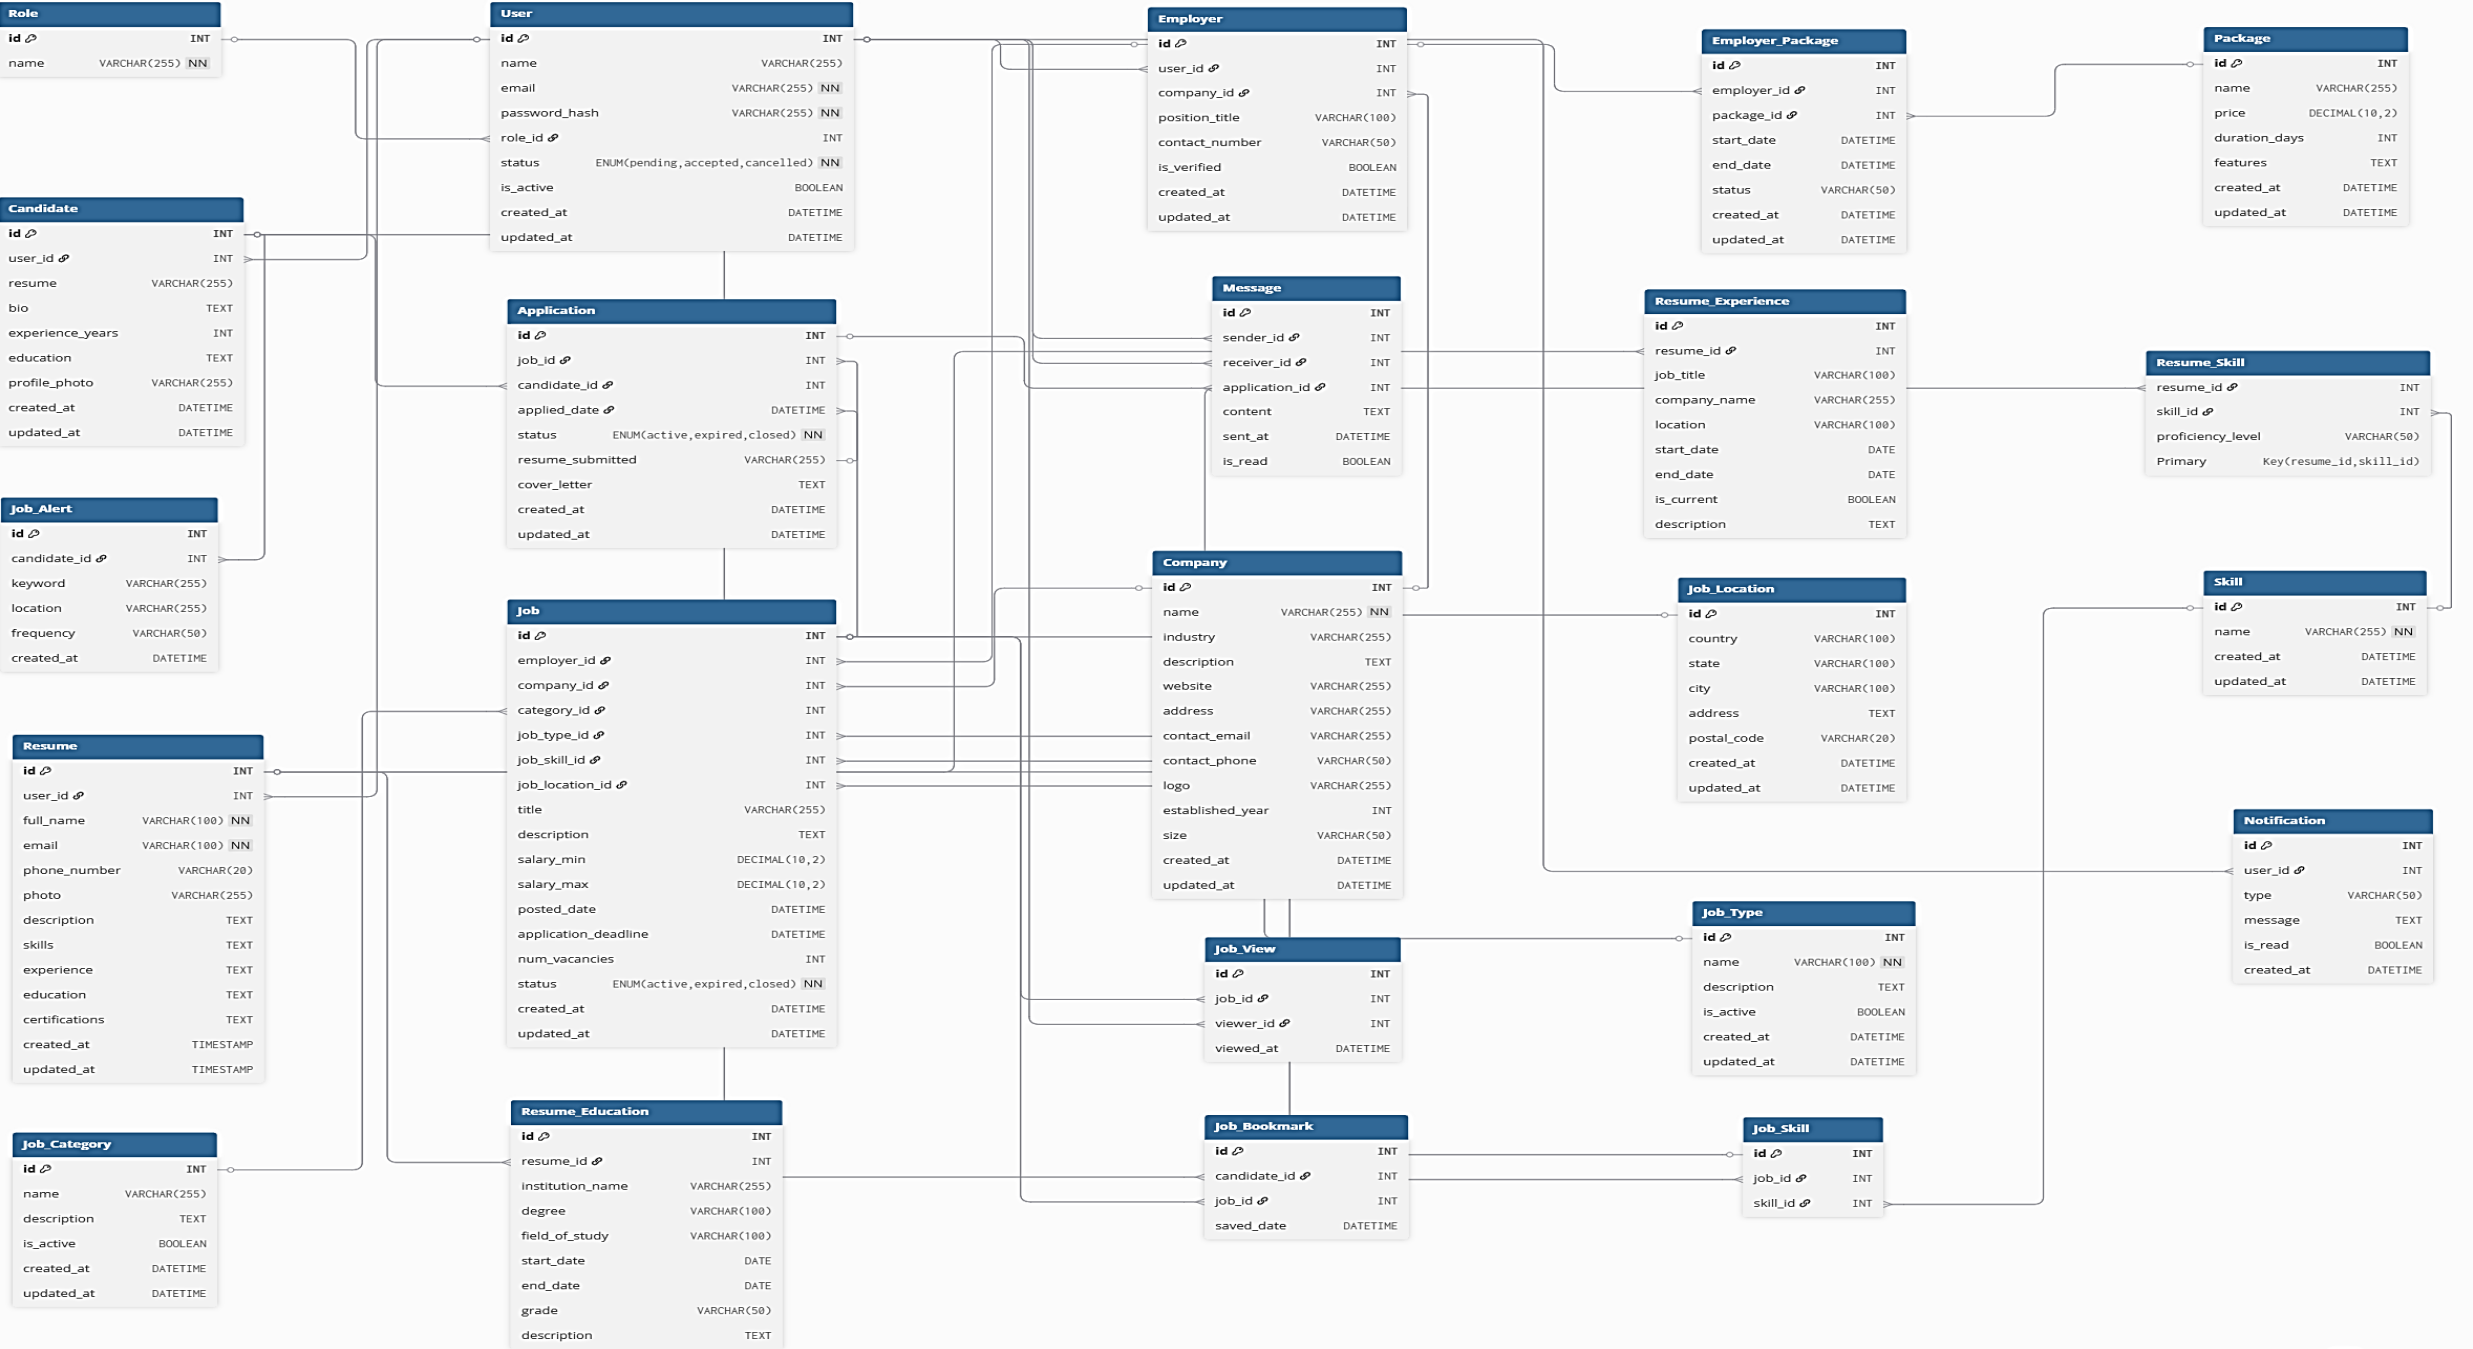 Role
id INT
name VARCHAR(255) NN
User
id INT
name VARCHAR(255)
email VARCHAR(255) NN
password_hash VARCHAR(255) NN
role_id INT
status ENUM(pending,accepted,cancelled) NN
is_active BOOLEAN
created_at DATETIME
updated_at DATETIME
Employer
id INT
user_id INT
company_id INT
position_title VARCHAR(100)
contact_number VARCHAR(50)
is_verified BOOLEAN
created_at DATETIME
updated_at DATETIME
Employer_Package
id INT
employer_id INT
package_id INT
start_date DATETIME
end_date DATETIME
status VARCHAR(50)
created_at DATETIME
updated_at DATETIME
Package
id INT
name VARCHAR(255)
price DECIMAL(10,2)
duration_days INT
features TEXT
created_at DATETIME
updated_at DATETIME
Candidate
id INT
user_id INT
resume VARCHAR(255)
bio TEXT
experience_years INT
education TEXT
profile_photo VARCHAR(255)
created_at DATETIME
updated_at DATETIME
Application
id INT
job_id INT
candidate_id INT
applied_date DATETIME
status ENUM(active,expired,closed) NN
resume_submitted VARCHAR(255)
cover_letter TEXT
created_at DATETIME
updated_at DATETIME
Message
id INT
sender_id INT
receiver_id INT
application_id INT
content TEXT
sent_at DATETIME
is_read BOOLEAN
Resume_Experience
id INT
resume_id INT
job_title VARCHAR(100)
company_name VARCHAR(255)
location VARCHAR(100)
start_date DATE
end_date DATE
is_current BOOLEAN
description TEXT
Resume_Skill
resume_id INT
skill_id INT
proficiency_level VARCHAR(50)
Primary Key(resume_id,skill_id)
Job_Alert
id INT
candidate_id INT
keyword VARCHAR(255)
location VARCHAR(255)
frequency VARCHAR(50)
created_at DATETIME
Job
id INT
employer_id INT
company_id INT
category_id INT
job_type_id INT
job_skill_id INT
job_location_id INT
title VARCHAR(255)
description TEXT
salary_min DECIMAL(10,2)
salary_max DECIMAL(10,2)
posted_date DATETIME
application_deadline DATETIME
num_vacancies INT
status ENUM(active,expired,closed) NN
created_at DATETIME
updated_at DATETIME
Company
id INT
name VARCHAR(255) NN
industry VARCHAR(255)
description TEXT
website VARCHAR(255)
address VARCHAR(255)
contact_email VARCHAR(255)
contact_phone VARCHAR(50)
logo VARCHAR(255)
established_year INT
size VARCHAR(50)
created_at DATETIME
updated_at DATETIME
Job_Location
id INT
country VARCHAR(100)
state VARCHAR(100)
city VARCHAR(100)
address TEXT
postal_code VARCHAR(20)
created_at DATETIME
updated_at DATETIME
Skill
id INT
name VARCHAR(255) NN
created_at DATETIME
updated_at DATETIME
Resume
id INT
user_id INT
full_name VARCHAR(100) NN
email VARCHAR(100) NN
phone_number VARCHAR(20)
photo VARCHAR(255)
description TEXT
skills TEXT
experience TEXT
education TEXT
certifications TEXT
created_at TIMESTAMP
updated_at TIMESTAMP
Notification
id INT
user_id INT
type VARCHAR(50)
message TEXT
is_read BOOLEAN
created_at DATETIME
Job_View
id INT
job_id INT
viewer_id INT
viewed_at DATETIME
Job_Type
id INT
name VARCHAR(100) NN
description TEXT
is_active BOOLEAN
created_at DATETIME
updated_at DATETIME
Job_Category
id INT
name VARCHAR(255)
description TEXT
is_active BOOLEAN
created_at DATETIME
updated_at DATETIME
Resume_Education
id INT
resume_id INT
institution_name VARCHAR(255)
degree VARCHAR(100)
field_of_study VARCHAR(100)
start_date DATE
end_date DATE
grade VARCHAR(50)
description TEXT
Job_Bookmark
id INT
candidate_id INT
job_id INT
saved_date DATETIME
Job_Skill
id INT
job_id INT
skill_id INT